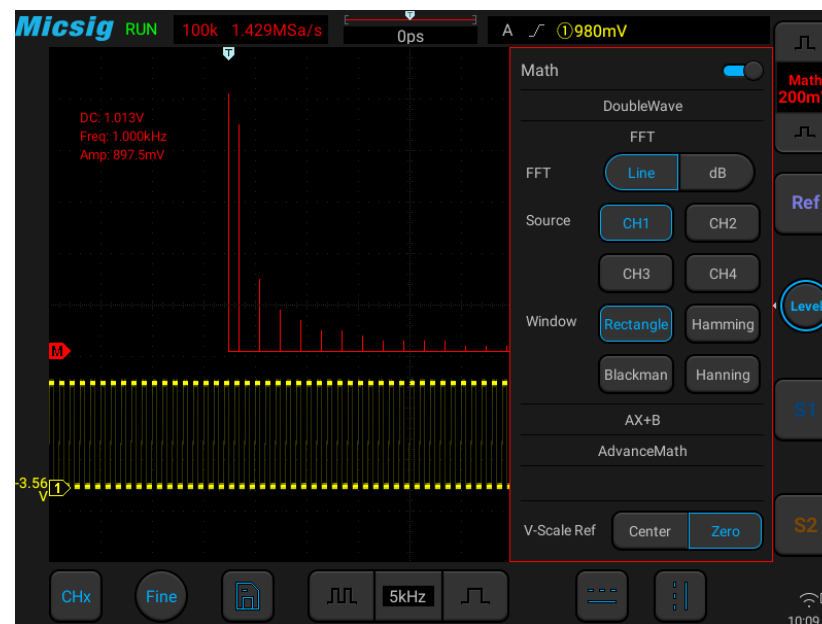 Micsig RUN 100k 1.429MSa/s 0ps A ①980mV
T
Math
DC: 1.013V
Freq: 1.000kHz
Amp: 897.5mV
DoubleWave
FFT
FFT Line dB
Source CH1 CH2
CH3 CH4
Window Rectangle Hamming
Blackman Hanning
AX+B
AdvanceMath
V-Scale Ref Center Zero
M
-3.56
V
1
Math
200m
Ref
Level
S1
S2
CHx Fine 5kHz
10:09